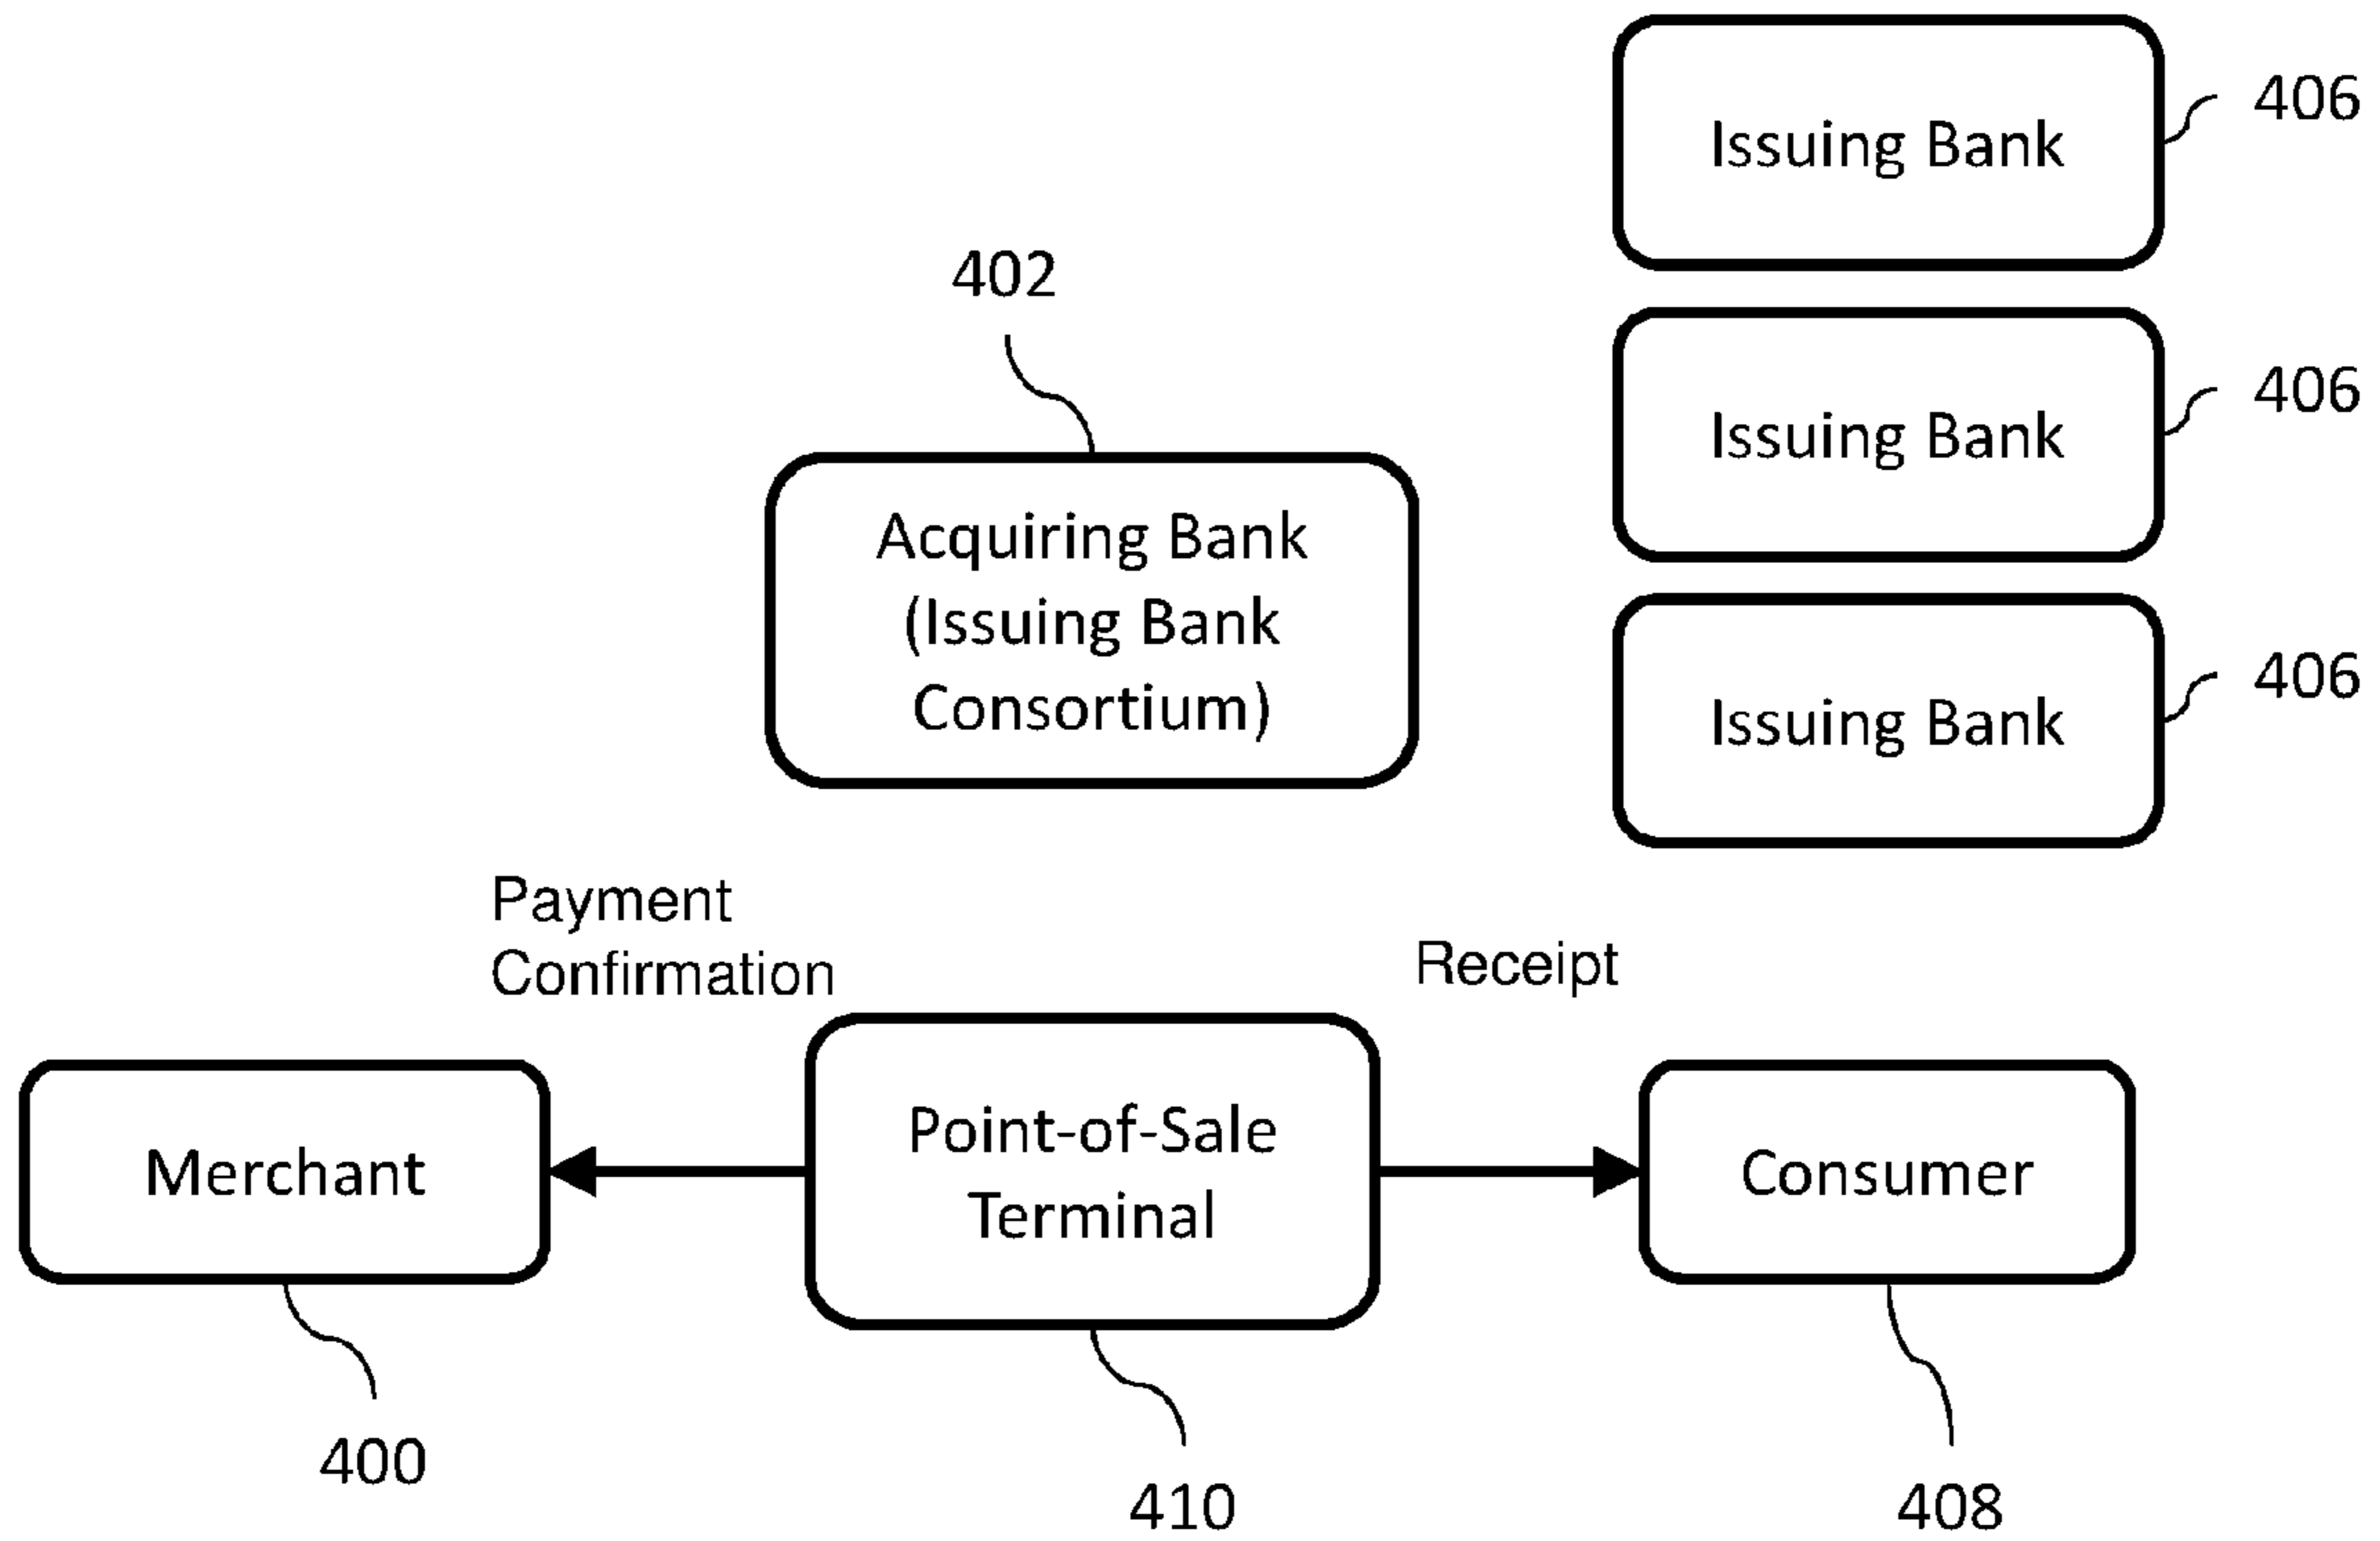 Issuing Bank
406
402
Issuing Bank
406
Acquiring Bank
(Issuing Bank
Consortium)
Issuing Bank
406
Payment
Confirmation
Receipt
Merchant
Point-of-Sale
Terminal
Consumer
400
410
408